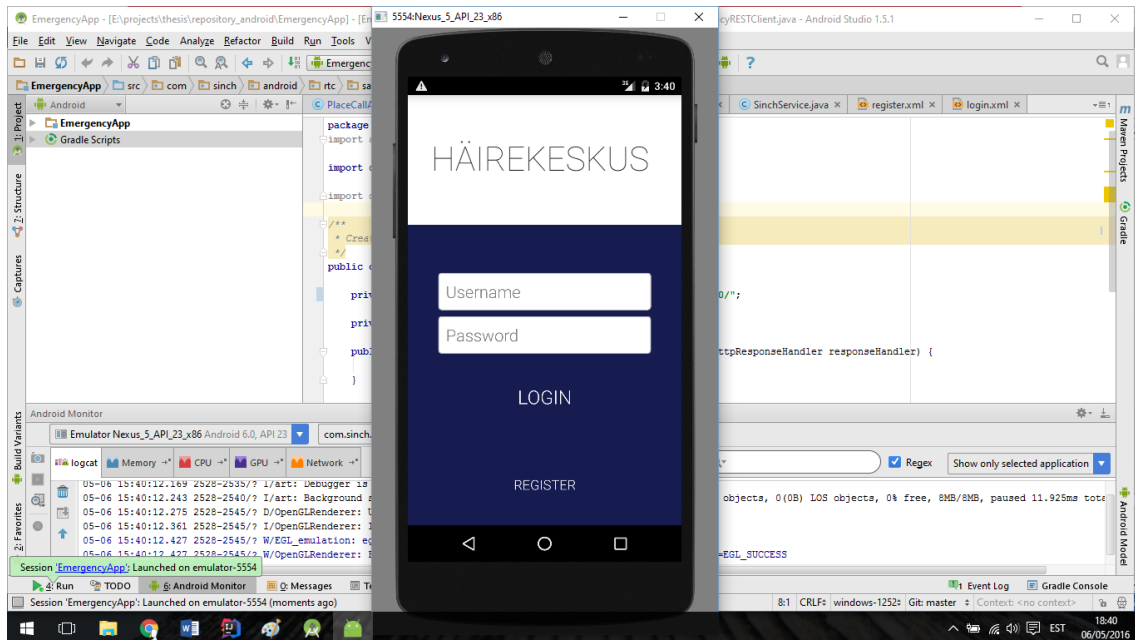 EmergencyApp - [E:\projects\thesis\repository_android\EmergencyApp] - [En
5554:Nexus_5_API_23_x86
cyRESTClient.java - Android Studio 1.5.1
File Edit View Navigate Code Analyze Refactor Build Run Tools
Emergenc
EmergencyApp src com sinch android rtc sa
Android
PlaceCallA
SinchService.java
register.xml
login.xml
EmergencyApp
Gradle Scripts
1: Project
7: Structure
Captures
Build Variants
2: Favorites
Maven Projects
Gradle
Android Model
package
import
import
import
/**
* Crea
*/
public
priv
0/";
priv
publ
ttpResponseHandler responseHandler) {
}
3:40
HÄIREKESKUS
Username
Password
LOGIN
REGISTER
Android Monitor
Emulator Nexus_5_API_23_x86 Android 6.0, API 23
com.sinch.
logcat Memory CPU GPU Network
Regex
Show only selected application
05-06 15:40:12.169 2528-2535/? I/art: Debugger is
05-06 15:40:12.243 2528-2540/? I/art: Background
objects, 0(0B) LOS objects, 0% free, 8MB/8MB, paused 11.925ms tota
05-06 15:40:12.275 2528-2545/? D/OpenGLRenderer: U
05-06 15:40:12.361 2528-2545/? I/OpenGLRenderer: I
05-06 15:40:12.427 2528-2545/? W/EGL_emulation: eg
05-06 15:40:12.427 2528-2545/? W/OpenGLRenderer:
=EGL_SUCCESS
Session 'EmergencyApp': Launched on emulator-5554
4: Run TODO 6: Android Monitor 0: Messages Te
1 Event Log Gradle Console
Session 'EmergencyApp': Launched on emulator-5554 (moments ago)
8:1 CRLF windows-1252 Git: master Context: <no context>
EST
18:40
06/05/2016